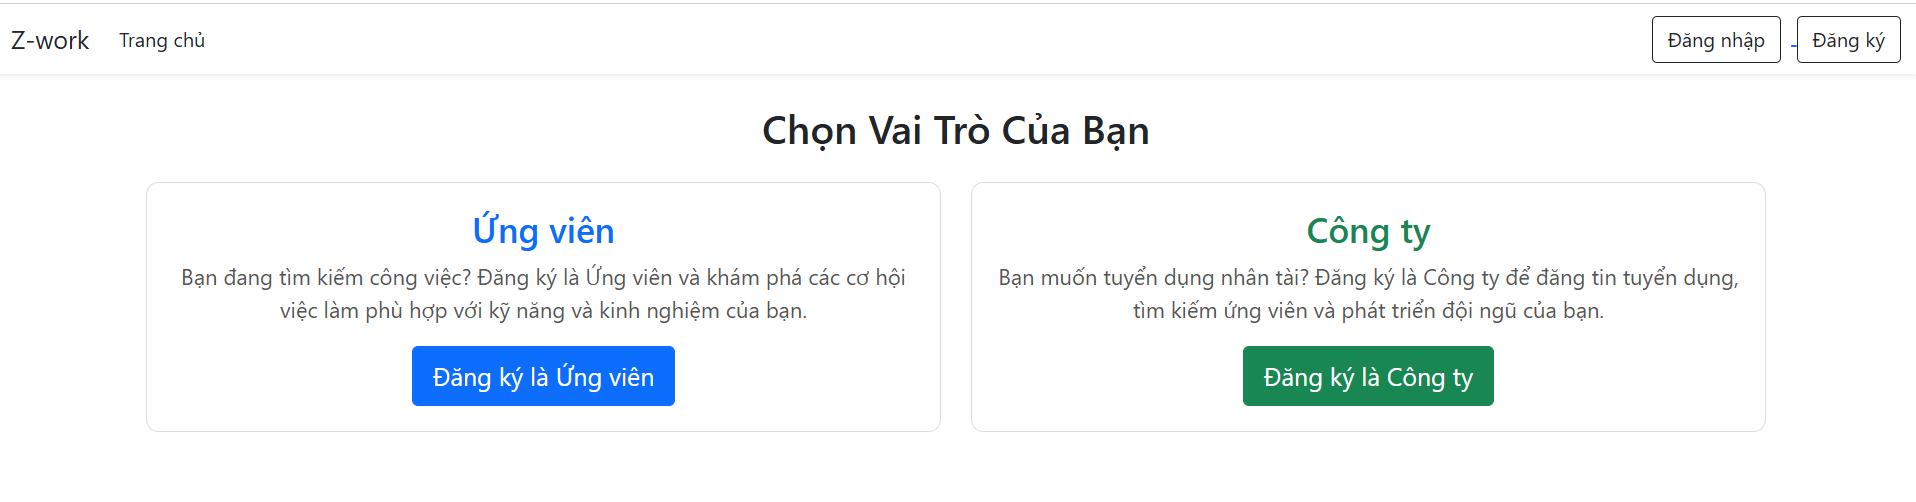 Z-work Trang chủ Đăng nhập Đăng ký
Chọn Vai Trò Của Bạn
Ứng viên
Bạn đang tìm kiếm công việc? Đăng ký là Ứng viên và khám phá các cơ hội
việc làm phù hợp với kỹ năng và kinh nghiệm của bạn.
Đăng ký là Ứng viên
Công ty
Bạn muốn tuyển dụng nhân tài? Đăng ký là Công ty để đăng tin tuyển dụng,
tìm kiếm ứng viên và phát triển đội ngũ của bạn.
Đăng ký là Công ty